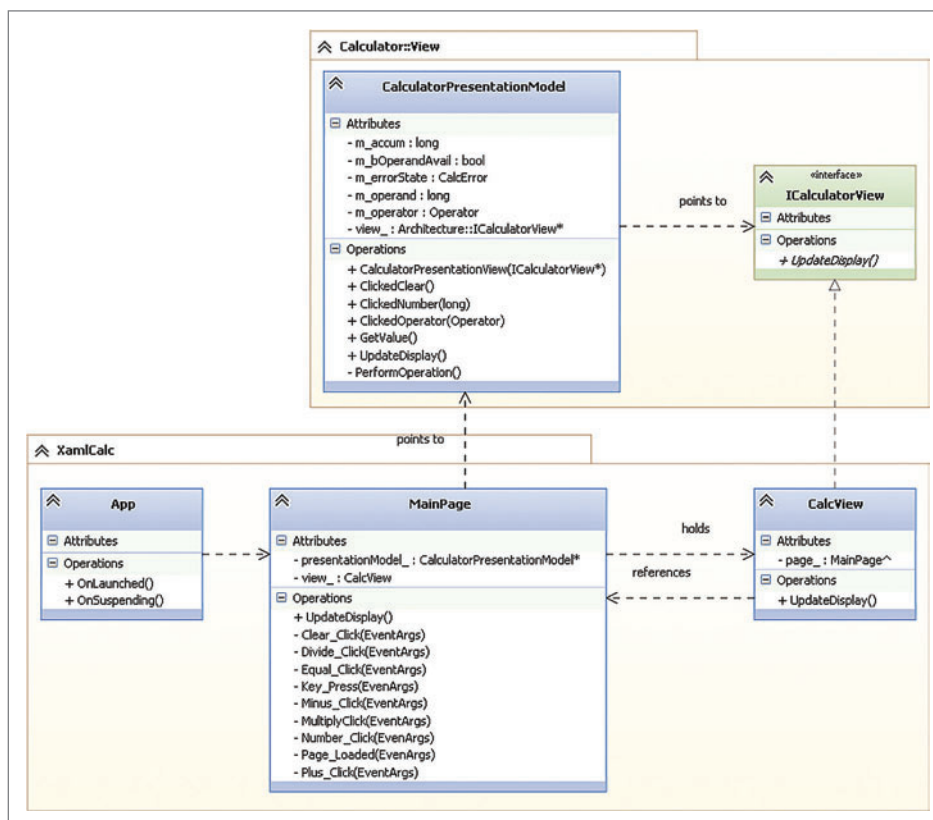 Calculator::View
CalculatorPresentationModel
Attributes
- m_accum : long
- m_bOperandAvail : bool
- m_errorState : CalcError
- m_operand : long
- m_operator : Operator
- view_ : Architecture::ICalculatorView*
Operations
+ CalculatorPresentationView(ICalculatorView*)
+ ClickedClear()
+ ClickedNumber(long)
+ ClickedOperator(Operator)
+ GetValue()
+ UpdateDisplay()
- PerformOperation()
points to
«interface»
ICalculatorView
Attributes
Operations
+ UpdateDisplay()
points to
XamlCalc
App
Attributes
Operations
+ OnLaunched()
+ OnSuspending()
MainPage
Attributes
- presentationModel_ : CalculatorPresentationModel*
- view_ : CalcView
Operations
+ UpdateDisplay()
- Clear_Click(EventArgs)
- Divide_Click(EventArgs)
- Equal_Click(EventArgs)
- Key_Press(EvenArgs)
- Minus_Click(EventArgs)
- MultiplyClick(EventArgs)
- Number_Click(EvenArgs)
- Page_Loaded(EvenArgs)
- Plus_Click(EventArgs)
holds
references
CalcView
Attributes
- page_ : MainPage^
Operations
+ UpdateDisplay()